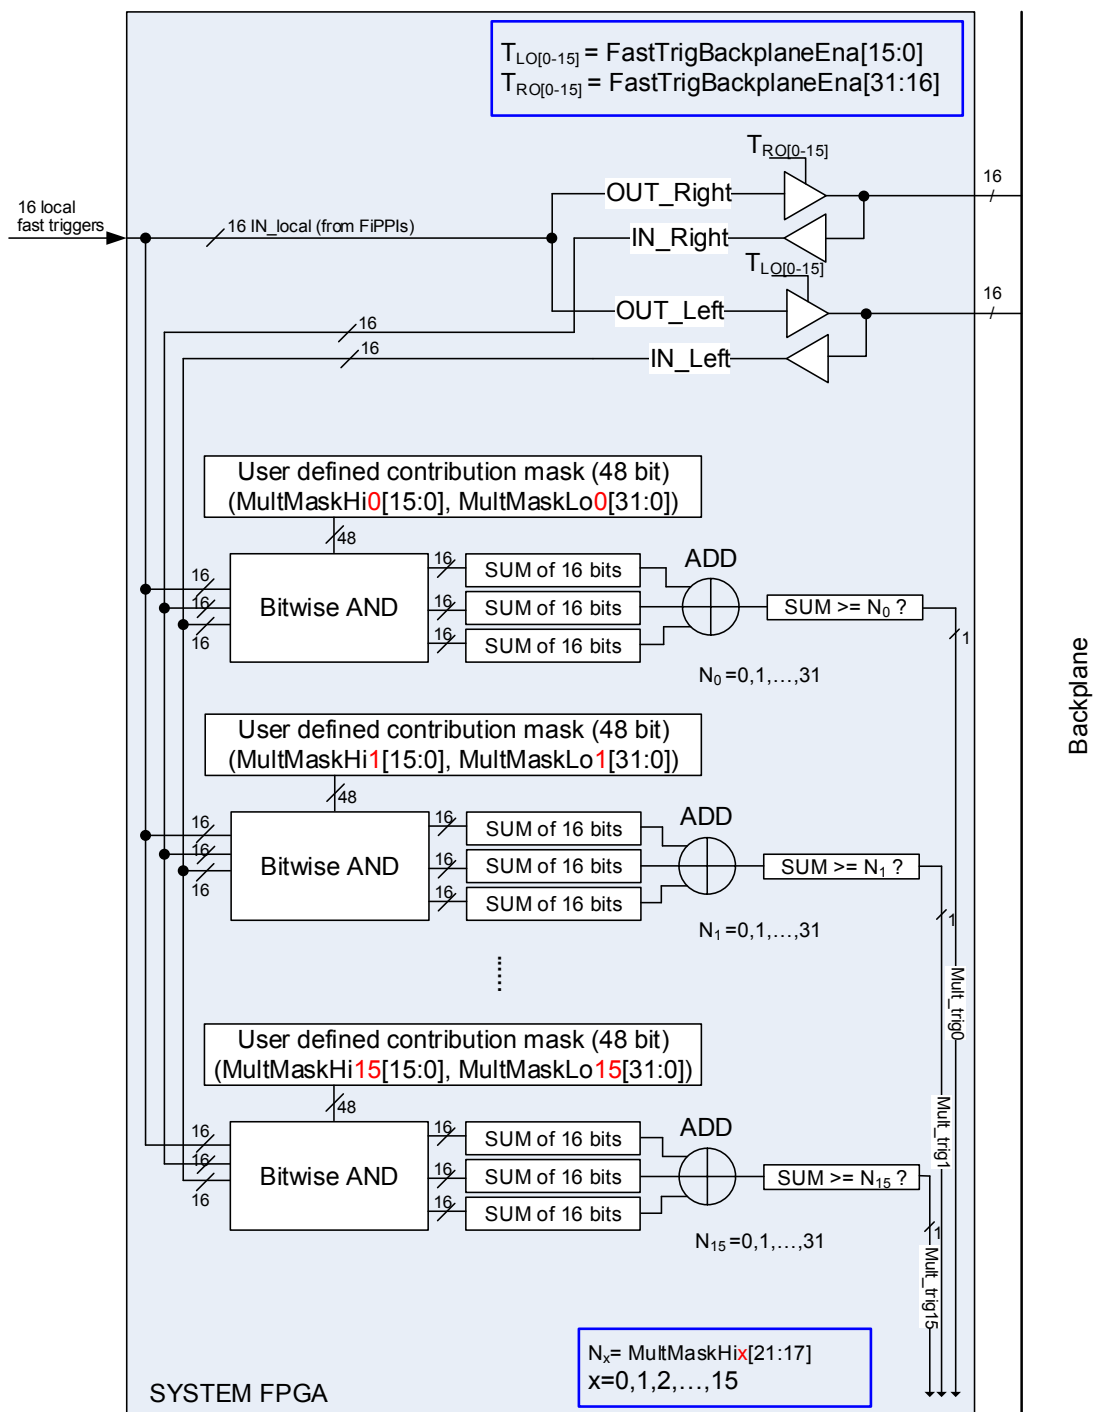 T_LO[0-15] = FastTrigBackplaneEna[15:0]
T_RO[0-15] = FastTrigBackplaneEna[31:16]
T_RO[0-15]
16
16 local
fast triggers
OUT_Right
16 IN_local (from FiPPIs)
IN_Right
T_LO[0-15]
16
OUT_Left
16
16
IN_Left
User defined contribution mask (48 bit)
(MultMaskHi0[15:0], MultMaskLo0[31:0])
48
16
16
16
Bitwise AND
16
16
16
SUM of 16 bits
SUM of 16 bits
SUM of 16 bits
ADD
SUM >= N0 ?
1
N0 =0,1,…,31
Backplane
User defined contribution mask (48 bit)
(MultMaskHi1[15:0], MultMaskLo1[31:0])
48
16
16
16
Bitwise AND
16
16
16
SUM of 16 bits
SUM of 16 bits
SUM of 16 bits
ADD
SUM >= N1 ?
1
N1 =0,1,…,31
......
Mult_trig0
User defined contribution mask (48 bit)
(MultMaskHi15[15:0], MultMaskLo15[31:0])
48
16
16
16
Bitwise AND
16
16
16
SUM of 16 bits
SUM of 16 bits
SUM of 16 bits
ADD
SUM >= N15 ?
Mult_trig1
1
N15 =0,1,…,31
Mult_trig15
Nx= MultMaskHix[21:17]
x=0,1,2,…,15
SYSTEM FPGA